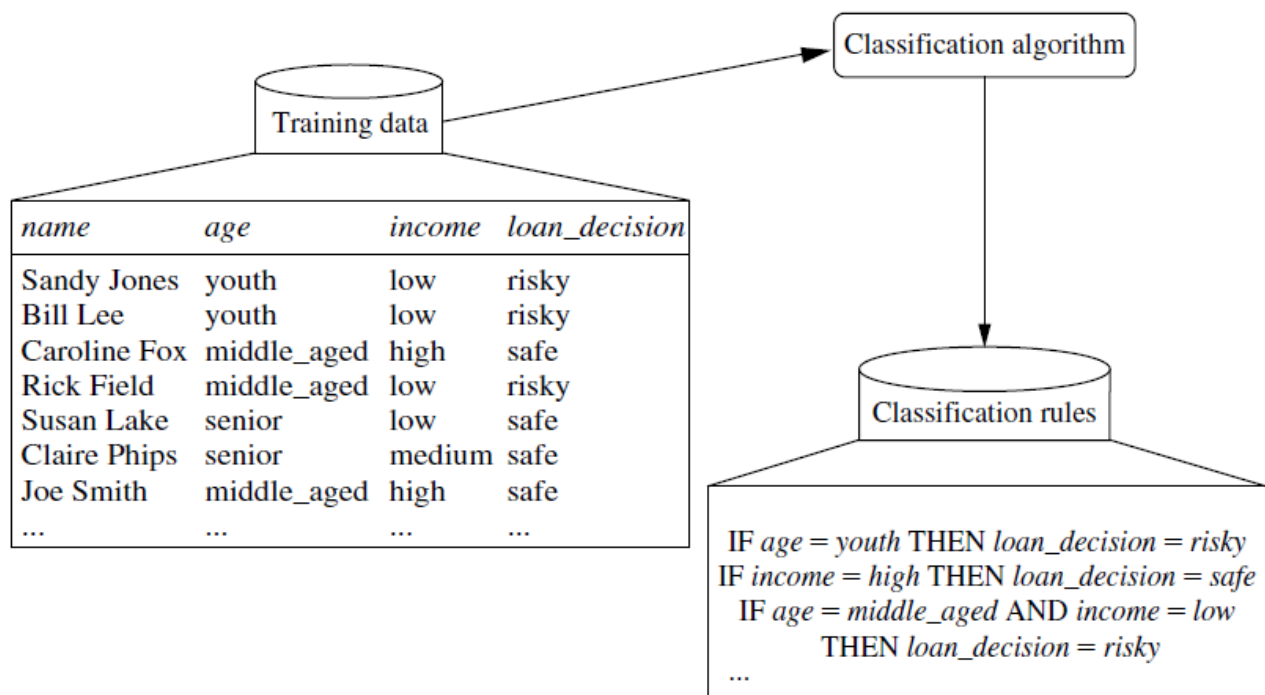 Classification algorithm
Training data
name age income loan_decision
Sandy Jones youth low risky
Bill Lee youth low risky
Caroline Fox middle_aged high safe
Rick Field middle_aged low risky
Susan Lake senior low safe
Claire Phips senior medium safe
Joe Smith middle_aged high safe
... ... ... ...
Classification rules
IF age = youth THEN loan_decision = risky
IF income = high THEN loan_decision = safe
IF age = middle_aged AND income = low
THEN loan_decision = risky
...